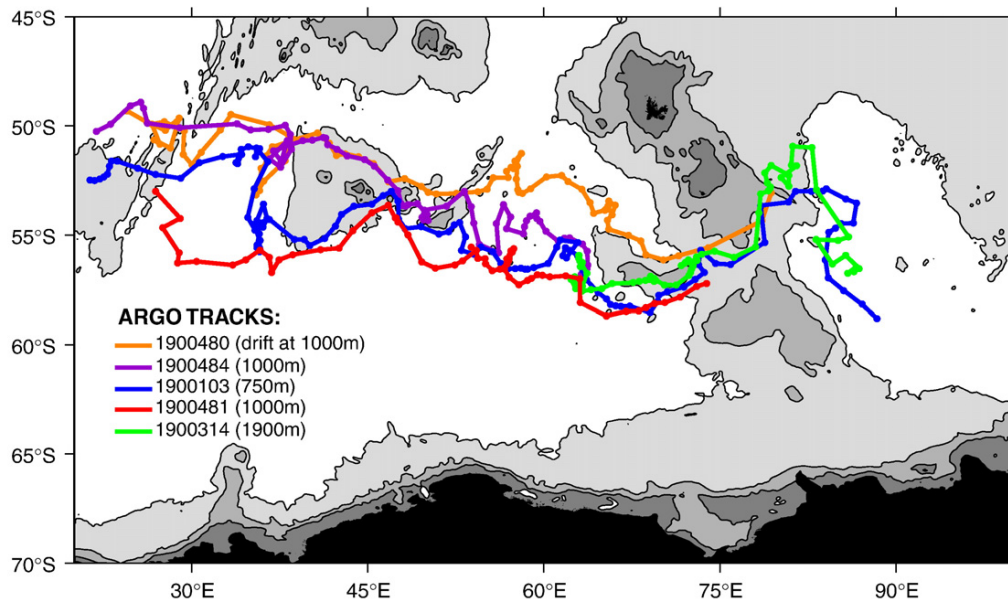 45°S
50°S
55°S
60°S
65°S
70°S
ARGO TRACKS:
1900480 (drift at 1000m)
1900484 (1000m)
1900103 (750m)
1900481 (1000m)
1900314 (1900m)
30°E 45°E 60°E 75°E 90°E